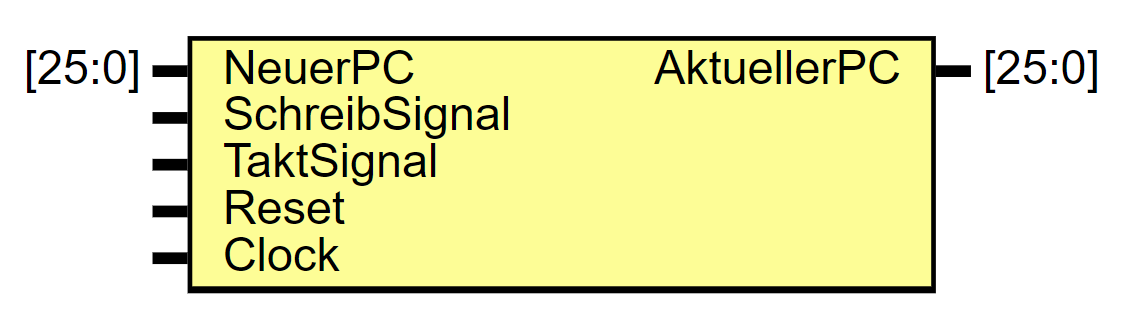 [25:0] NeuerPC AktuellerPC [25:0]
SchreibSignal
TaktSignal
Reset
Clock